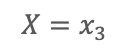 X = x₃